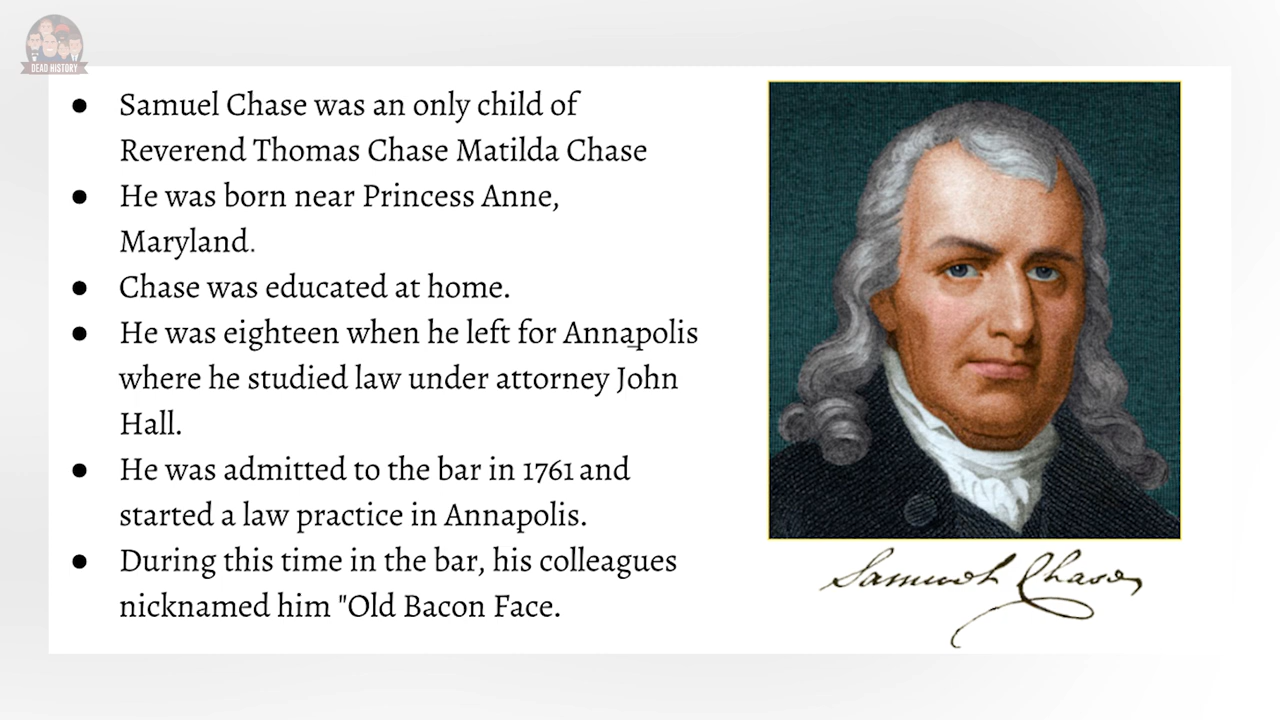 DEAD HISTORY
● Samuel Chase was an only child of
Reverend Thomas Chase Matilda Chase
● He was born near Princess Anne,
Maryland.
● Chase was educated at home.
● He was eighteen when he left for Annapolis
where he studied law under attorney John
Hall.
● He was admitted to the bar in 1761 and
started a law practice in Annapolis.
● During this time in the bar, his colleagues
nicknamed him "Old Bacon Face.
Samuel Chase